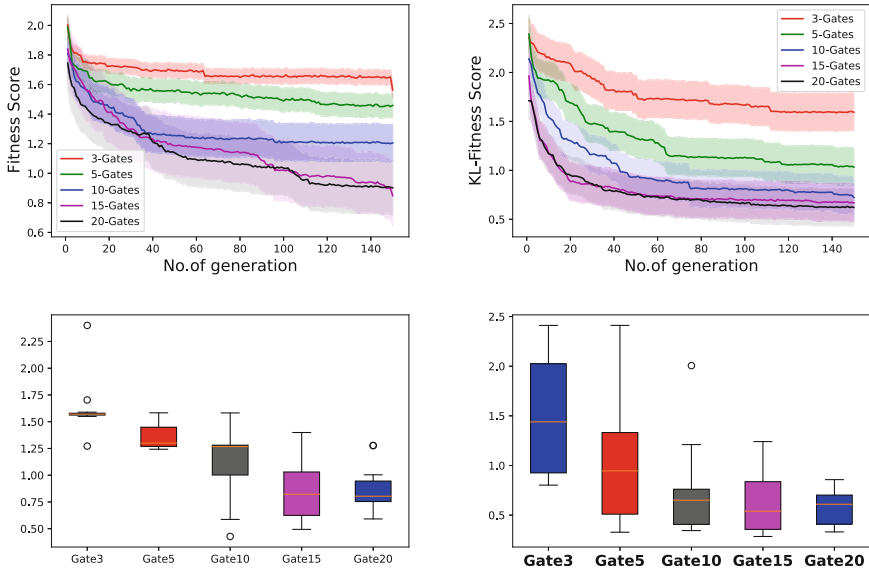 2.0
1.8
1.6
1.4
1.2
1.0
0.8
0.6
Fitness Score
3-Gates
5-Gates
10-Gates
15-Gates
20-Gates
0 20 40 60 80 100 120 140
No.of generation
2.5
2.0
1.5
1.0
0.5
KL-Fitness Score
3-Gates
5-Gates
10-Gates
15-Gates
20-Gates
0 20 40 60 80 100 120 140
No.of generation
2.25
2.00
1.75
1.50
1.25
1.00
0.75
0.50
Gate3 Gate5 Gate10 Gate15 Gate20
2.5
2.0
1.5
1.0
0.5
Gate3 Gate5 Gate10 Gate15 Gate20